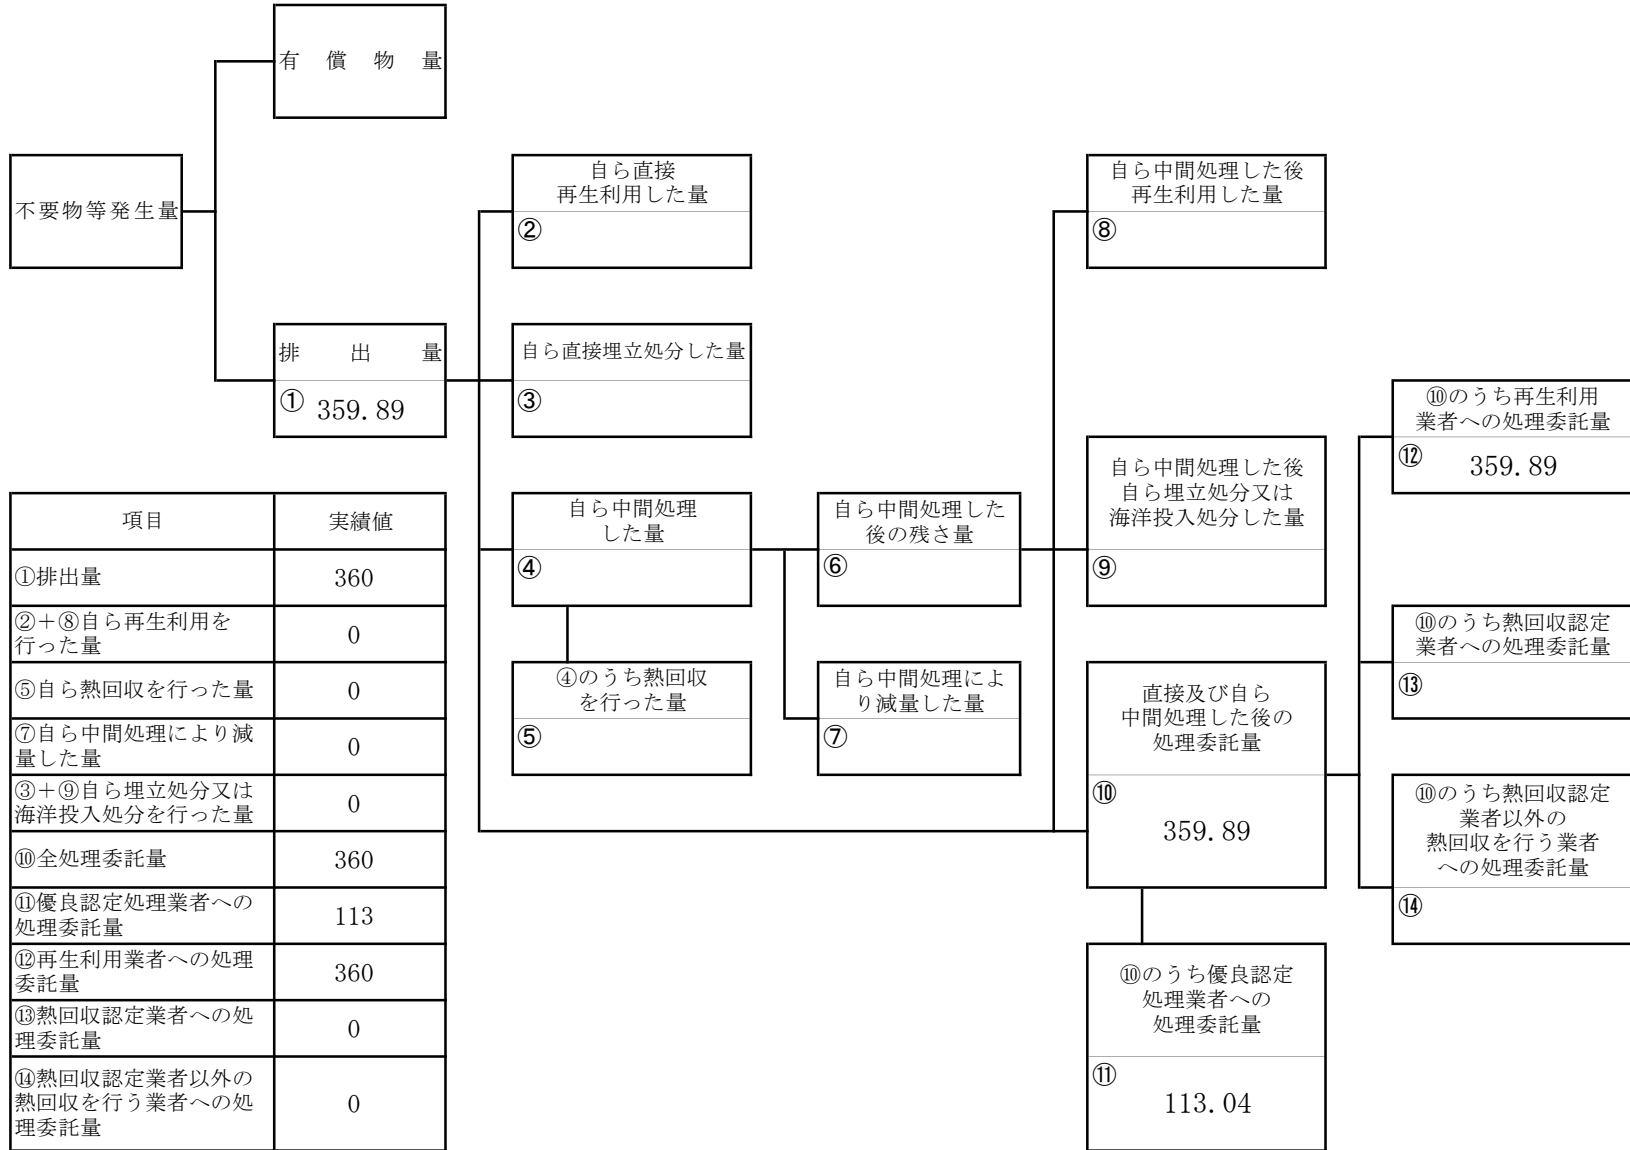 有償物量
不要物等発生量
排出量
① 359.89
自ら直接
再生利用した量
②
自ら直接埋立処分した量
③
自ら中間処理
した量
④
④のうち熱回収
を行った量
⑤
自ら中間処理した
後の残さ量
⑥
自ら中間処理によ
り減量した量
⑦
自ら中間処理した後
再生利用した量
⑧
自ら中間処理した後
自ら埋立処分又は
海洋投入処分した量
⑨
直接及び自ら
中間処理した後の
処理委託量
⑩
359.89
⑩のうち優良認定
処理業者への
処理委託量
⑪
113.04
⑩のうち再生利用
業者への処理委託量
⑫ 359.89
⑩のうち熱回収認定
業者への処理委託量
⑬
⑩のうち熱回収認定
業者以外の
熱回収を行う業者
への処理委託量
⑭
項目 実績値
①排出量 360
②+⑧自ら再生利用を
行った量 0
⑤自ら熱回収を行った量 0
⑦自ら中間処理により減
量した量 0
③+⑨自ら埋立処分又は
海洋投入処分を行った量 0
⑩全処理委託量 360
⑪優良認定処理業者への
処理委託量 113
⑫再生利用業者への処理
委託量 360
⑬熱回収認定業者への処
理委託量 0
⑭熱回収認定業者以外の
熱回収を行う業者への処
理委託量 0